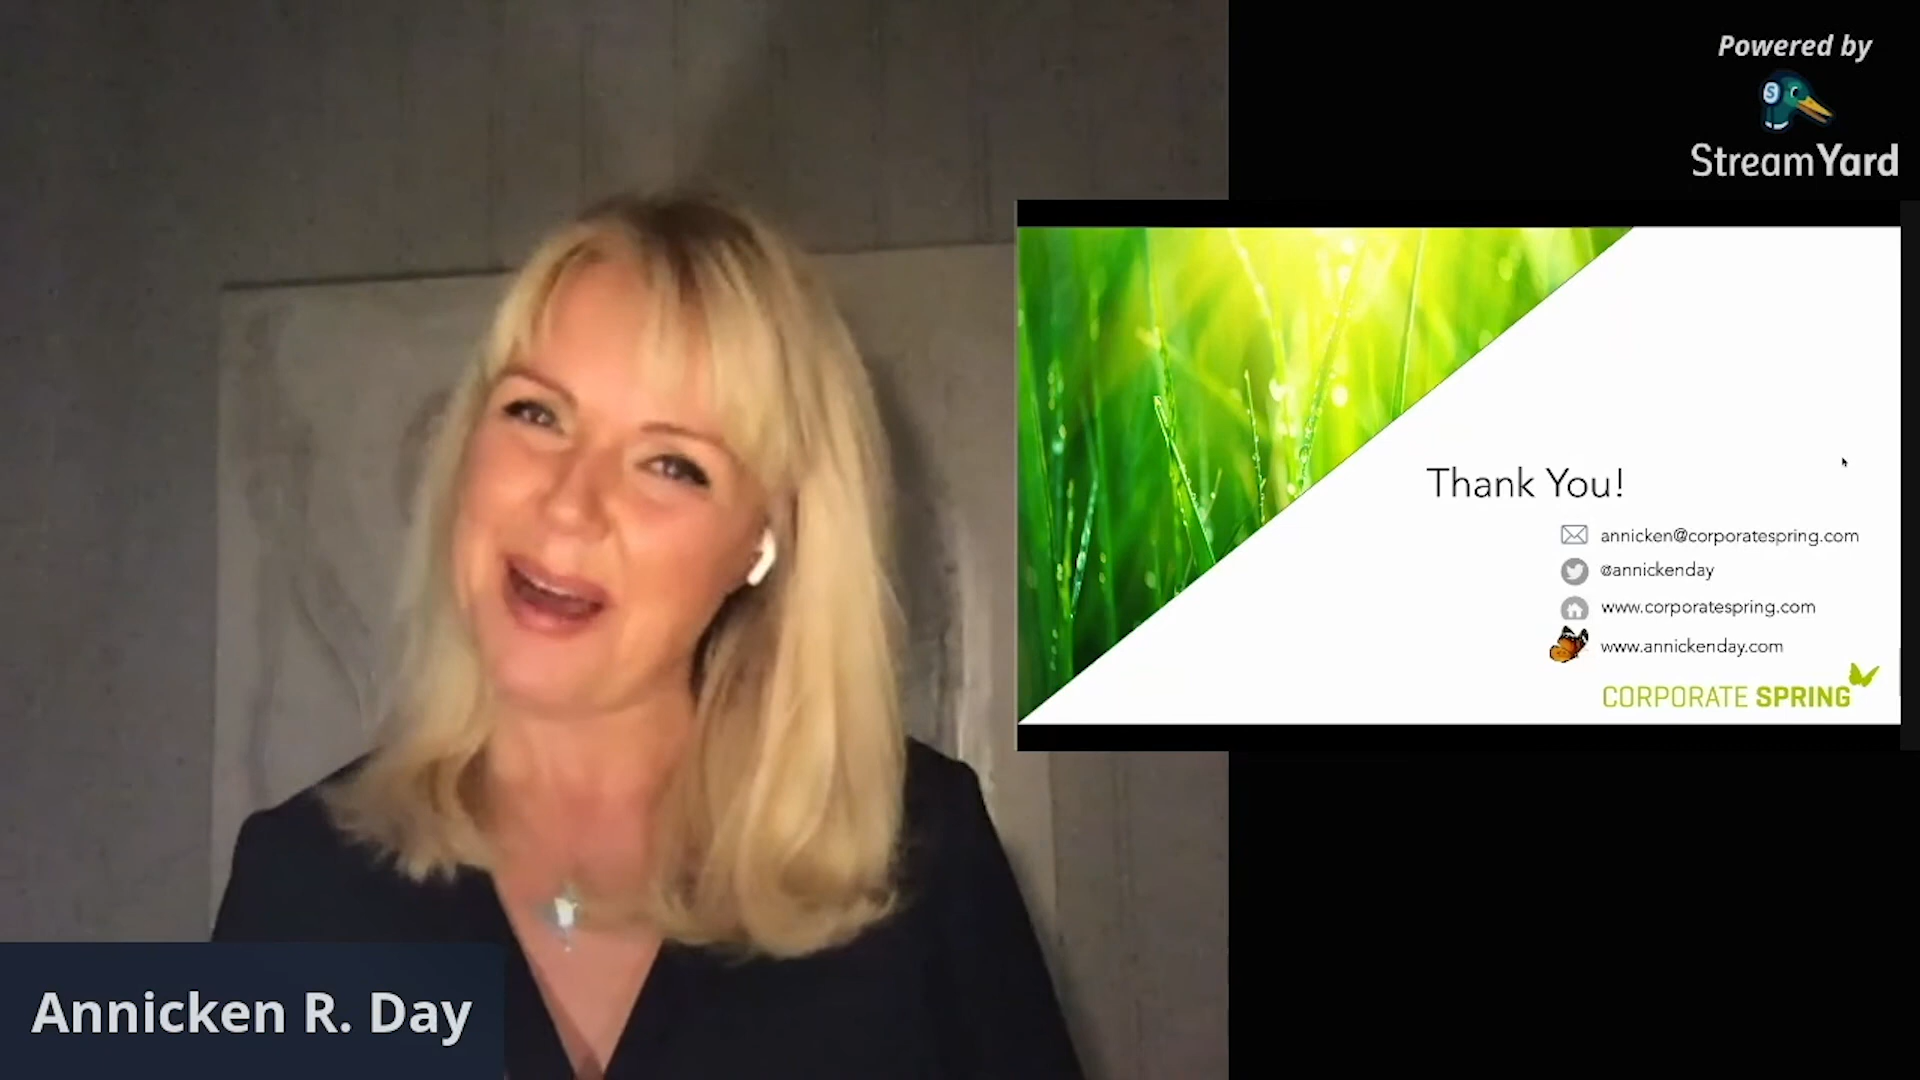 Powered by
S
StreamYard
Thank You!
annicken@corporatespring.com
@annickenday
www.corporatespring.com
www.annickenday.com
CORPORATE SPRING
Annicken R. Day